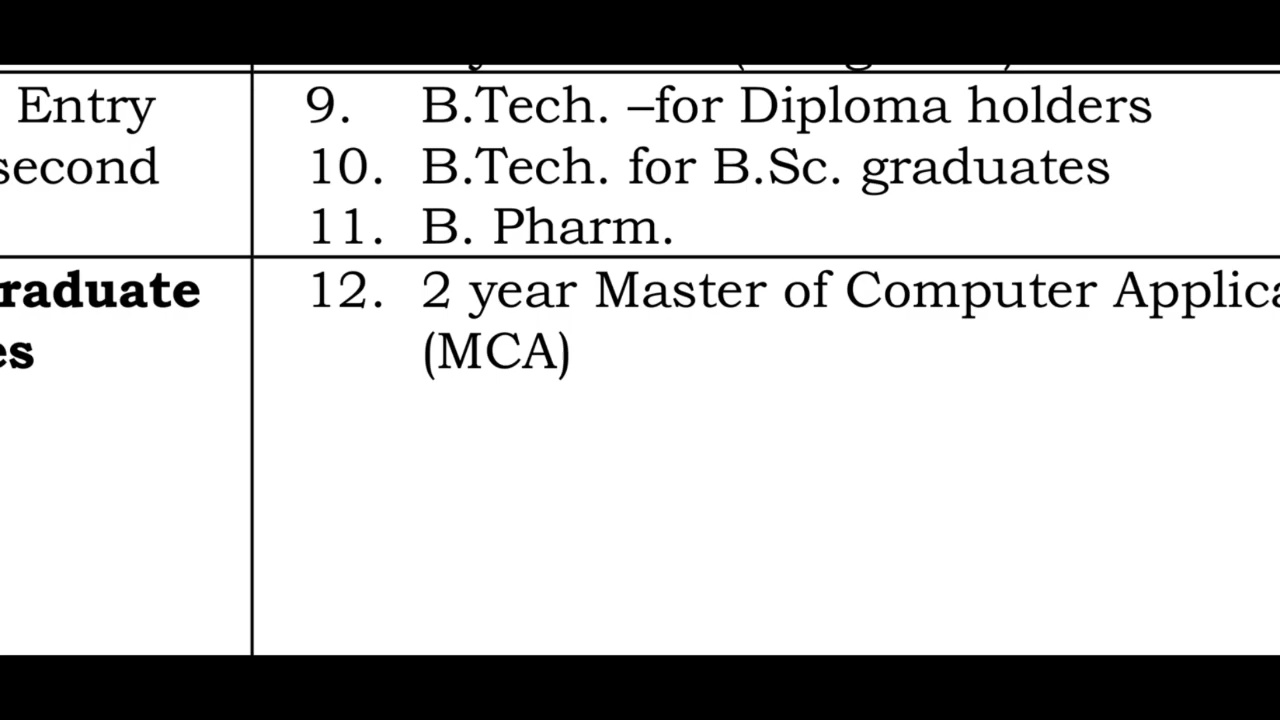 Entry 9. B.Tech. –for Diploma holders
second 10. B.Tech. for B.Sc. graduates
11. B. Pharm.
raduate 12. 2 year Master of Computer Applica
es (MCA)